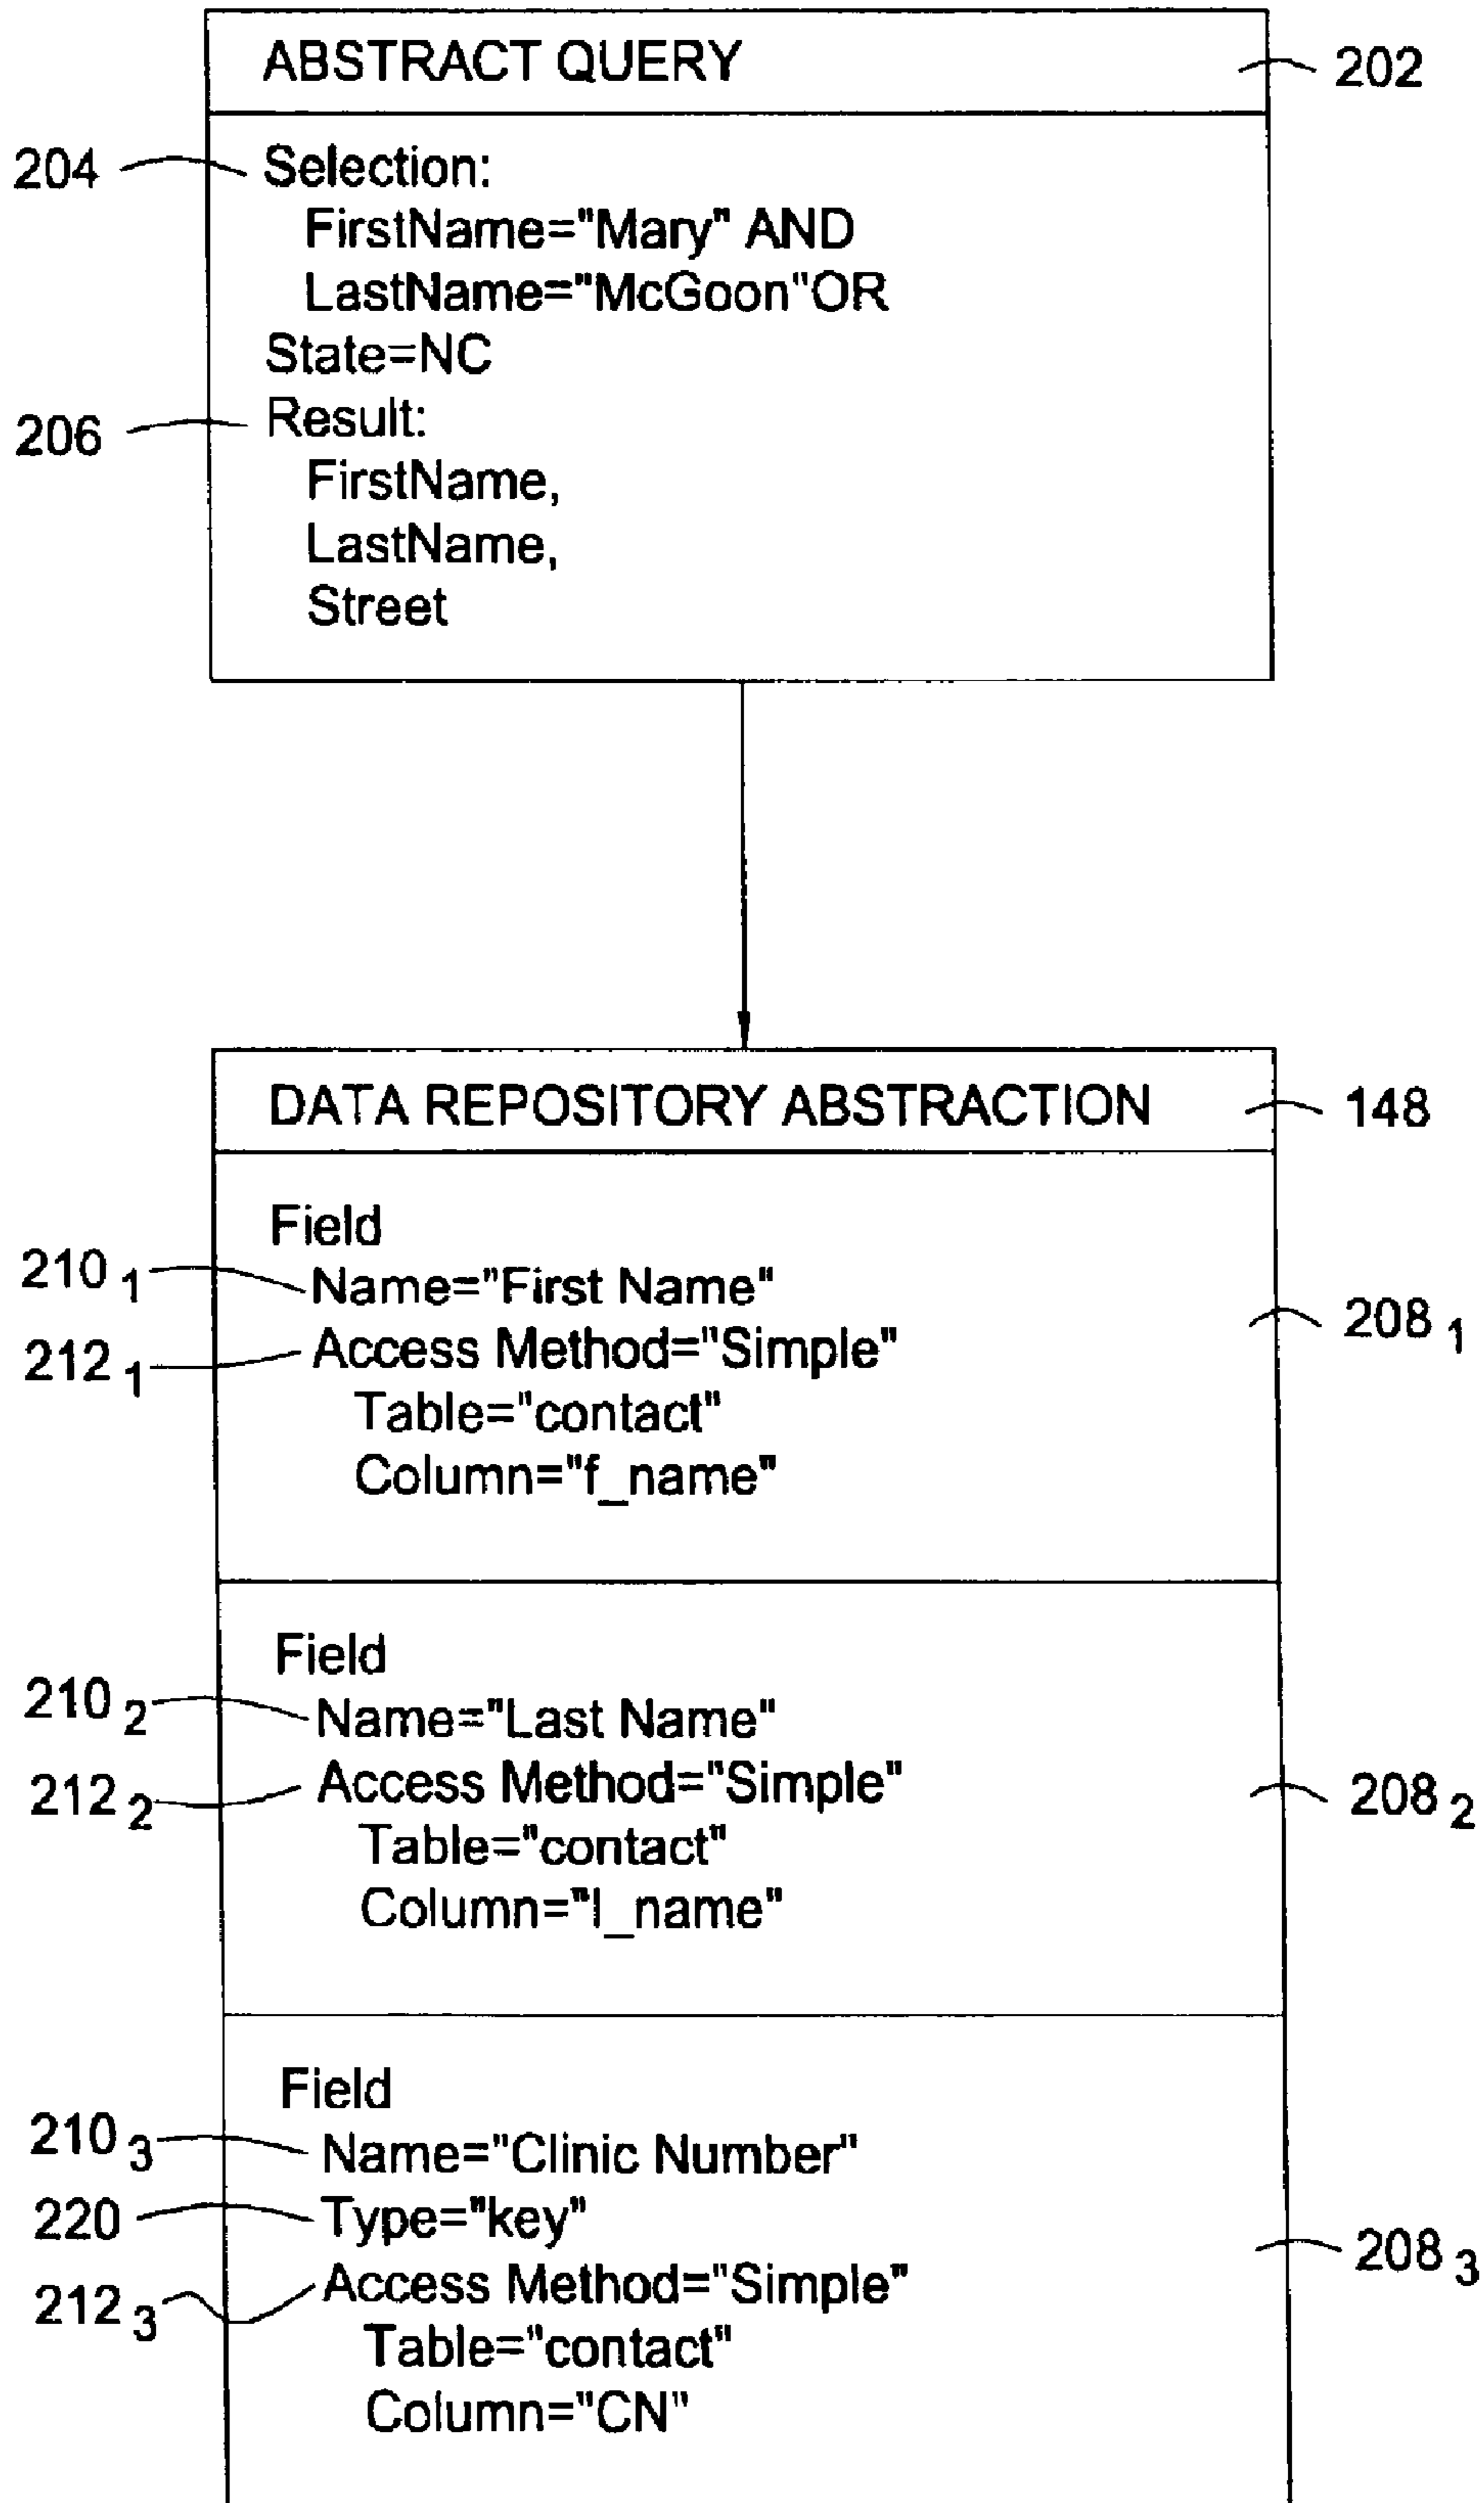 ABSTRACT QUERY
202
204
Selection:
FirstName="Mary" AND
LastName="McGoon"OR
State=NC
206
Result:
FirstName,
LastName,
Street
DATA REPOSITORY ABSTRACTION
148
Field
210 1
Name="First Name"
208 1
212 1
Access Method="Simple"
Table="contact"
Column="f_name"
Field
210 2
Name="Last Name"
212 2
Access Method="Simple"
208 2
Table="contact"
Column="l_name"
Field
210 3
Name="Clinic Number"
220
Type="key"
208 3
212 3
Access Method="Simple"
Table="contact"
Column="CN"